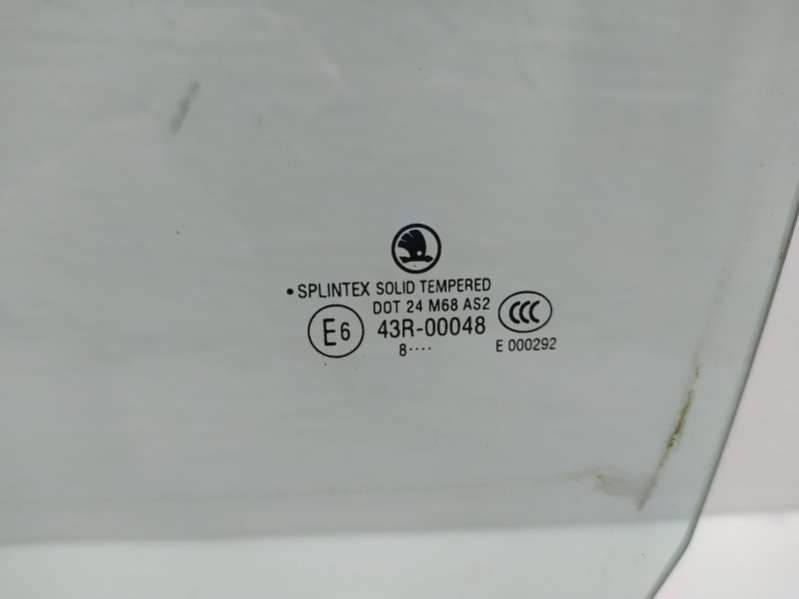 • SPLINTEX SOLID TEMPERED
DOT 24 M68 AS2
E6 43R-00048 CCC
8···· E 000292